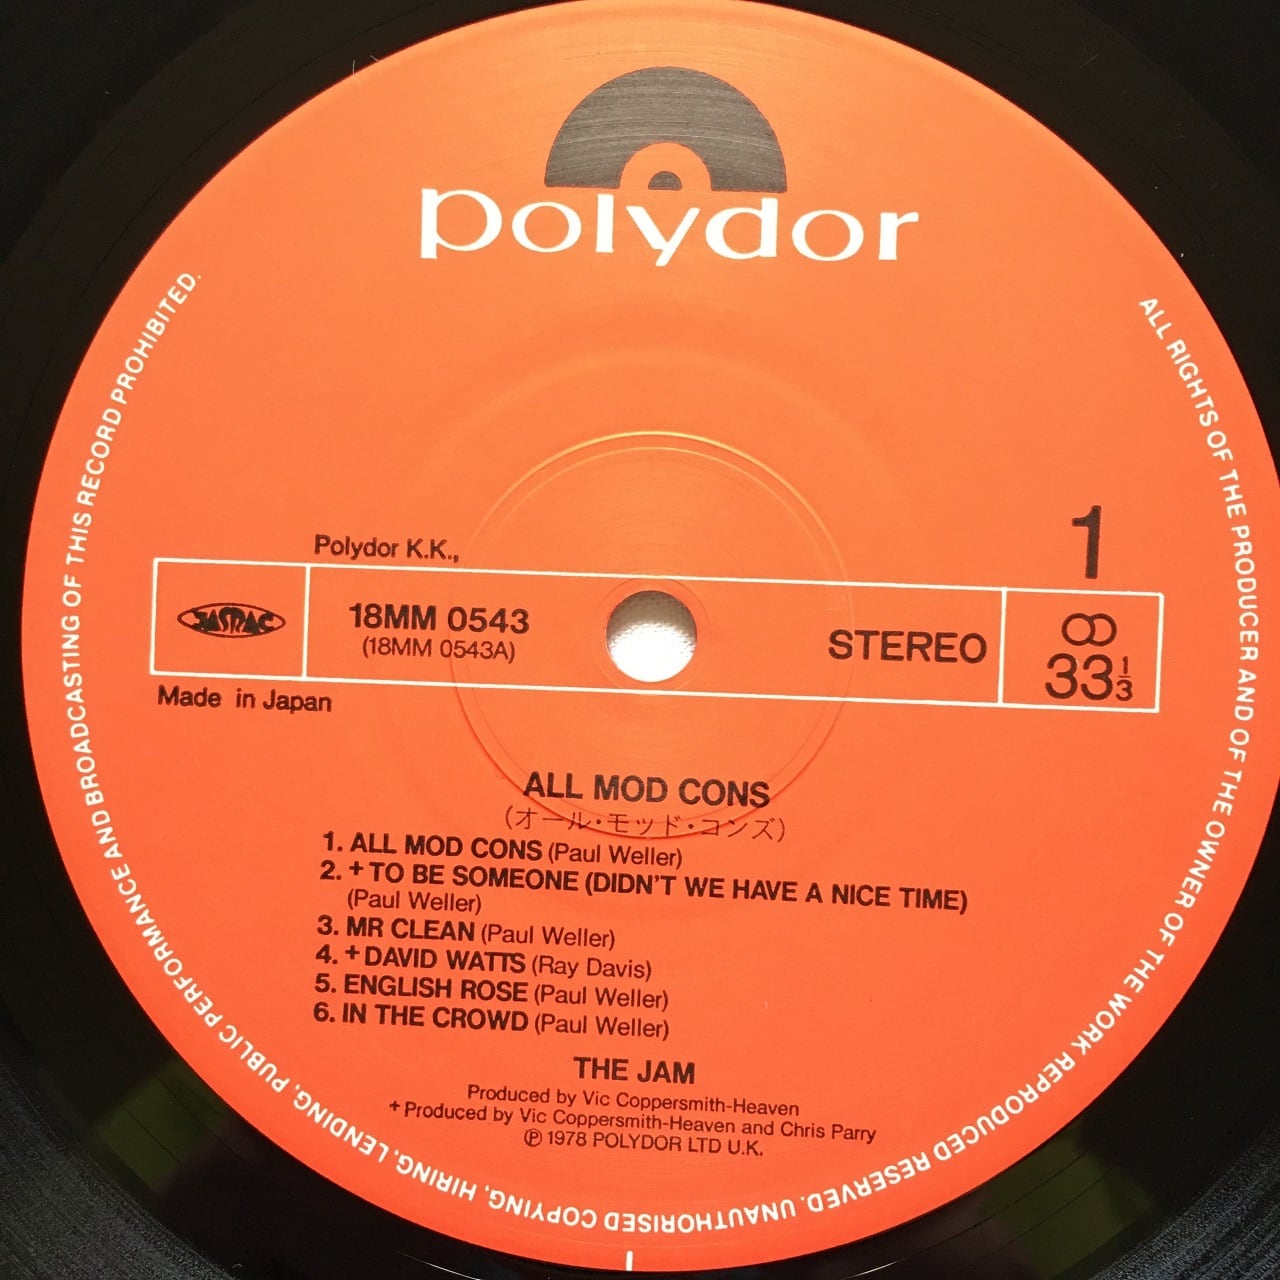 polydor
ALL RIGHTS OF THE PRODUCER AND OF THE OWNER OF THE WORK REPRODUCED RESERVED. UNAUTHORISED COPYING, HIRING, LENDING, PUBLIC PERFORMANCE AND BROADCASTING OF THIS RECORD PROHIBITED.
1
Polydor K.K.,
JASRAC
18MM 0543
(18MM 0543A)
STEREO
33 1/3
Made in Japan
ALL MOD CONS
(オール・モッド・コンズ)
1. ALL MOD CONS (Paul Weller)
2. + TO BE SOMEONE (DIDN'T WE HAVE A NICE TIME)
(Paul Weller)
3. MR CLEAN (Paul Weller)
4. + DAVID WATTS (Ray Davis)
5. ENGLISH ROSE (Paul Weller)
6. IN THE CROWD (Paul Weller)
THE JAM
Produced by Vic Coppersmith-Heaven
+ Produced by Vic Coppersmith-Heaven and Chris Parry
℗ 1978 POLYDOR LTD U.K.